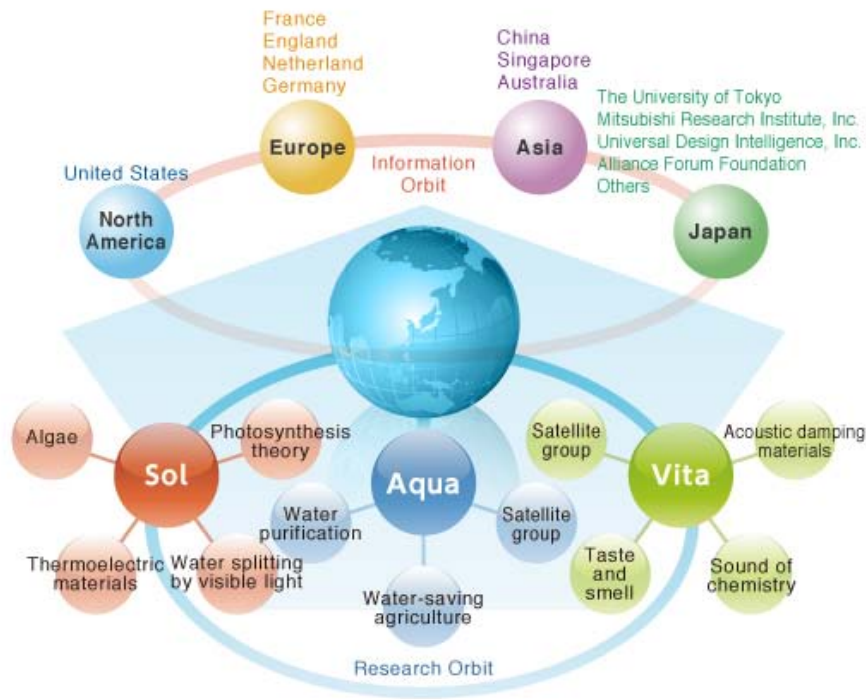 France
England
Netherland
Germany
China
Singapore
Australia
The University of Tokyo
Mitsubishi Research Institute, Inc.
Universal Design Intelligence, Inc.
Alliance Forum Foundation
Others
Europe
Asia
Information
Orbit
United States
North
America
Japan
Algae
Photosynthesis
theory
Sol
Thermoelectric
materials
Water splitting
by visible light
Aqua
Water
purification
Satellite
group
Water-saving
agriculture
Satellite
group
Vita
Acoustic damping
materials
Taste
and
smell
Sound of
chemistry
Research Orbit